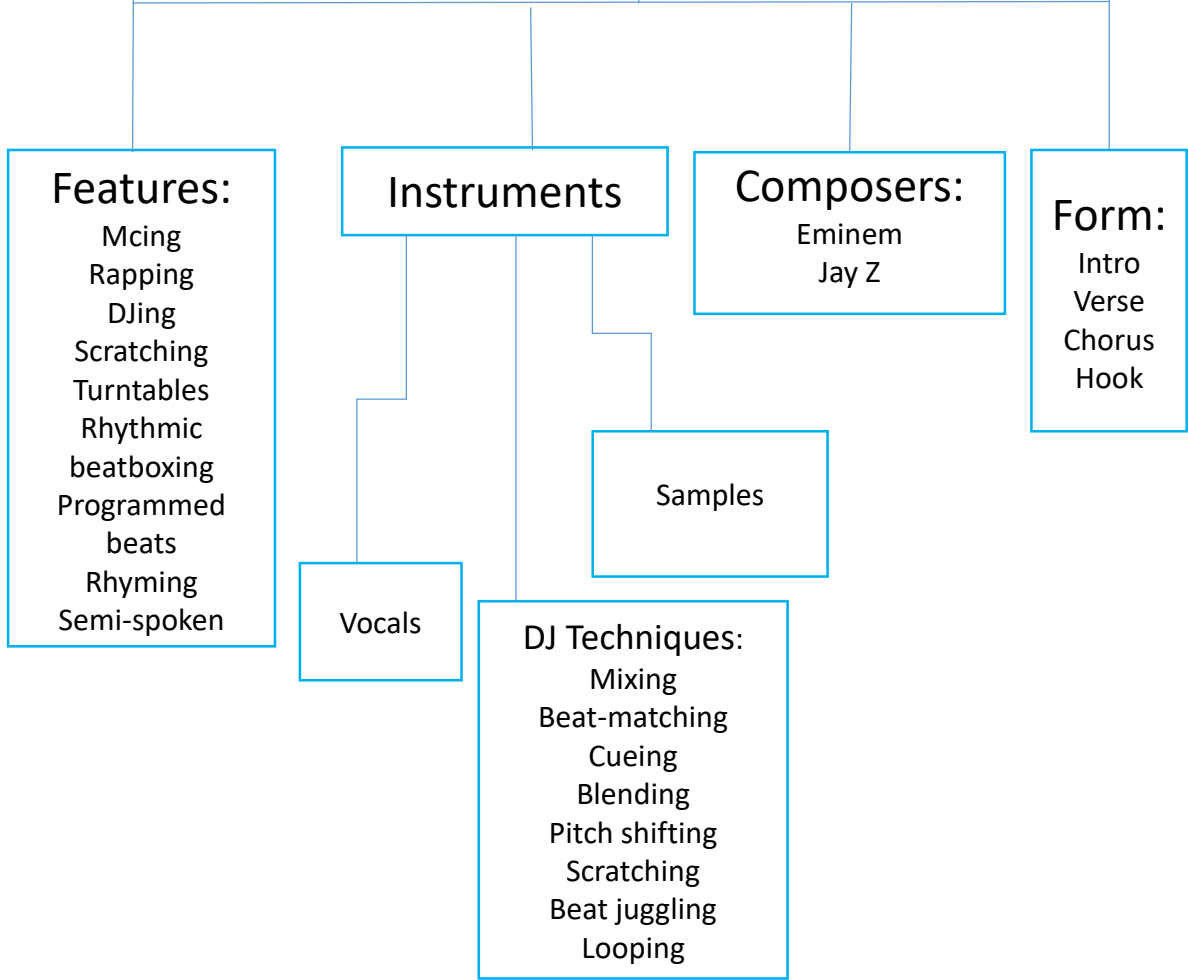 Features:
Mcing
Rapping
DJing
Scratching
Turntables
Rhythmic
beatboxing
Programmed
beats
Rhyming
Semi-spoken
Instruments
Vocals
DJ Techniques:
Mixing
Beat-matching
Cueing
Blending
Pitch shifting
Scratching
Beat juggling
Looping
Samples
Composers:
Eminem
Jay Z
Form:
Intro
Verse
Chorus
Hook